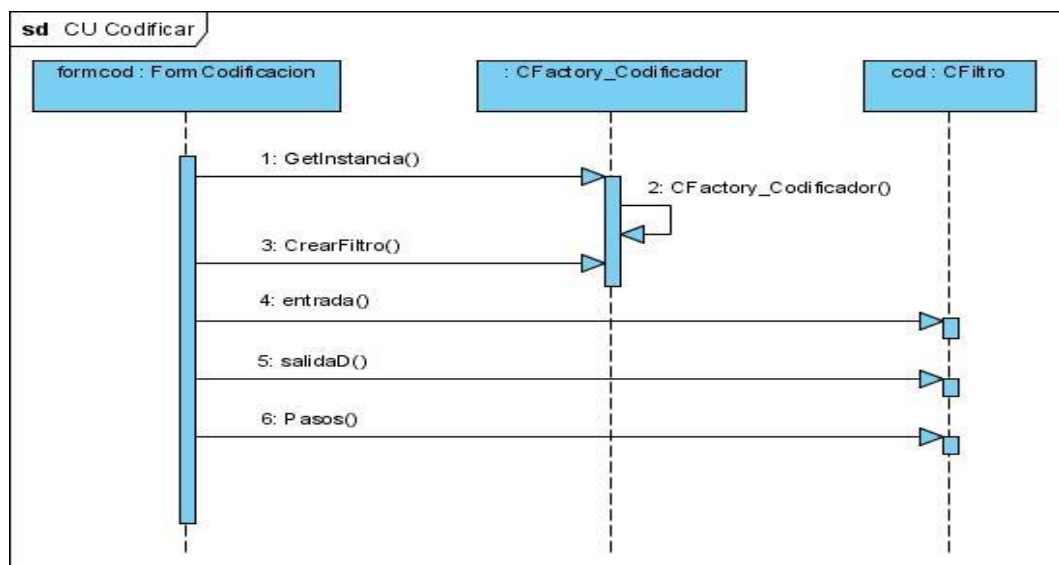 sd CU Codificar
formcod : FormCodificacion
: CFactory_Codificador
cod : CFiltro
1: GetInstancia()
2: CFactory_Codificador()
3: CrearFiltro()
4: entrada()
5: salidaD()
6: Pasos()